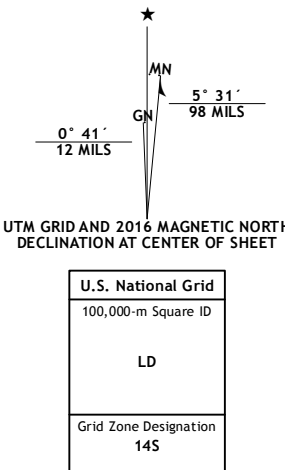 ★
MN
5° 31´
98 MILS
GN
0° 41´
12 MILS
UTM GRID AND 2016 MAGNETIC NORTH
DECLINATION AT CENTER OF SHEET
U.S. National Grid
100,000-m Square ID
LD
Grid Zone Designation
14S